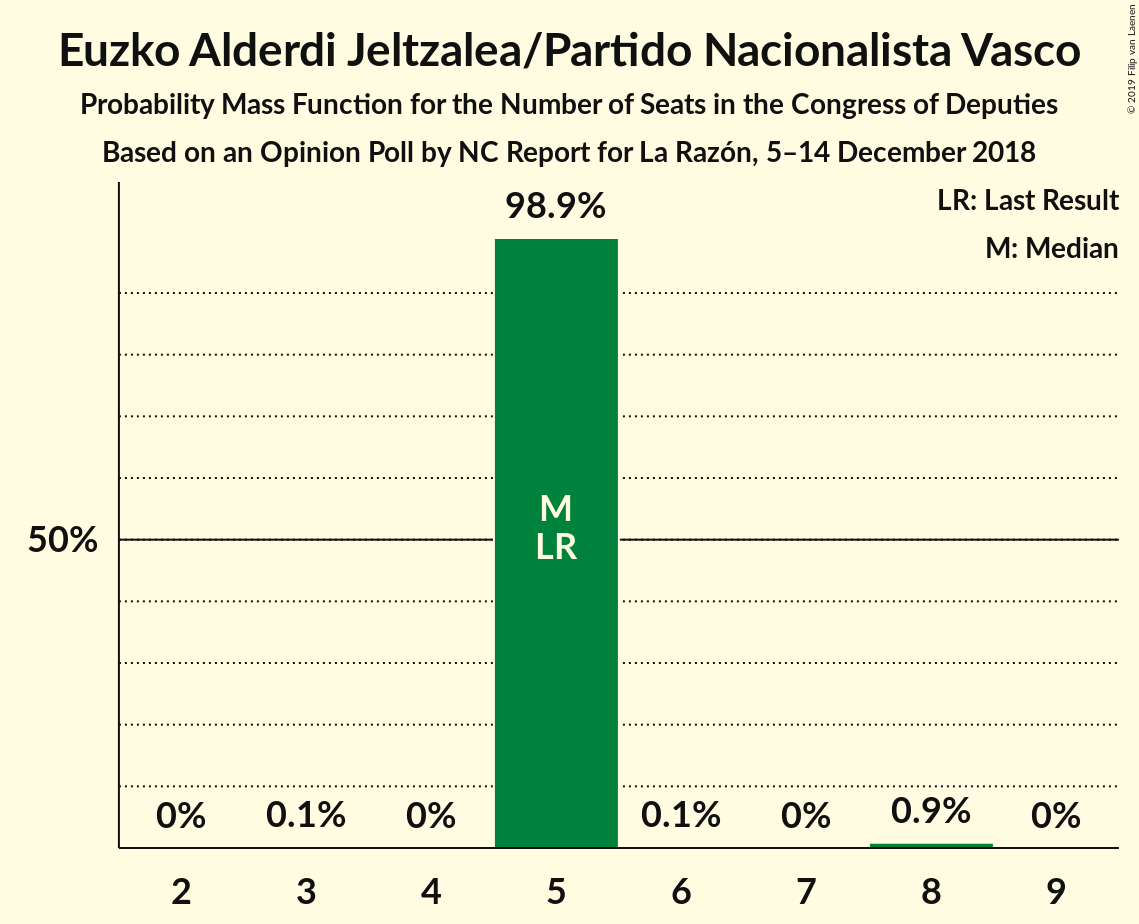 Euzko Alderdi Jeltzalea/Partido Nacionalista Vasco
Probability Mass Function for the Number of Seats in the Congress of Deputies
Based on an Opinion Poll by NC Report for La Razón, 5–14 December 2018
© 2019 Filip van Laenen
LR: Last Result
M: Median
98.9%
50%
M
LR
0%
0.1%
0%
0.1%
0%
0.9%
0%
2
3
4
5
6
7
8
9